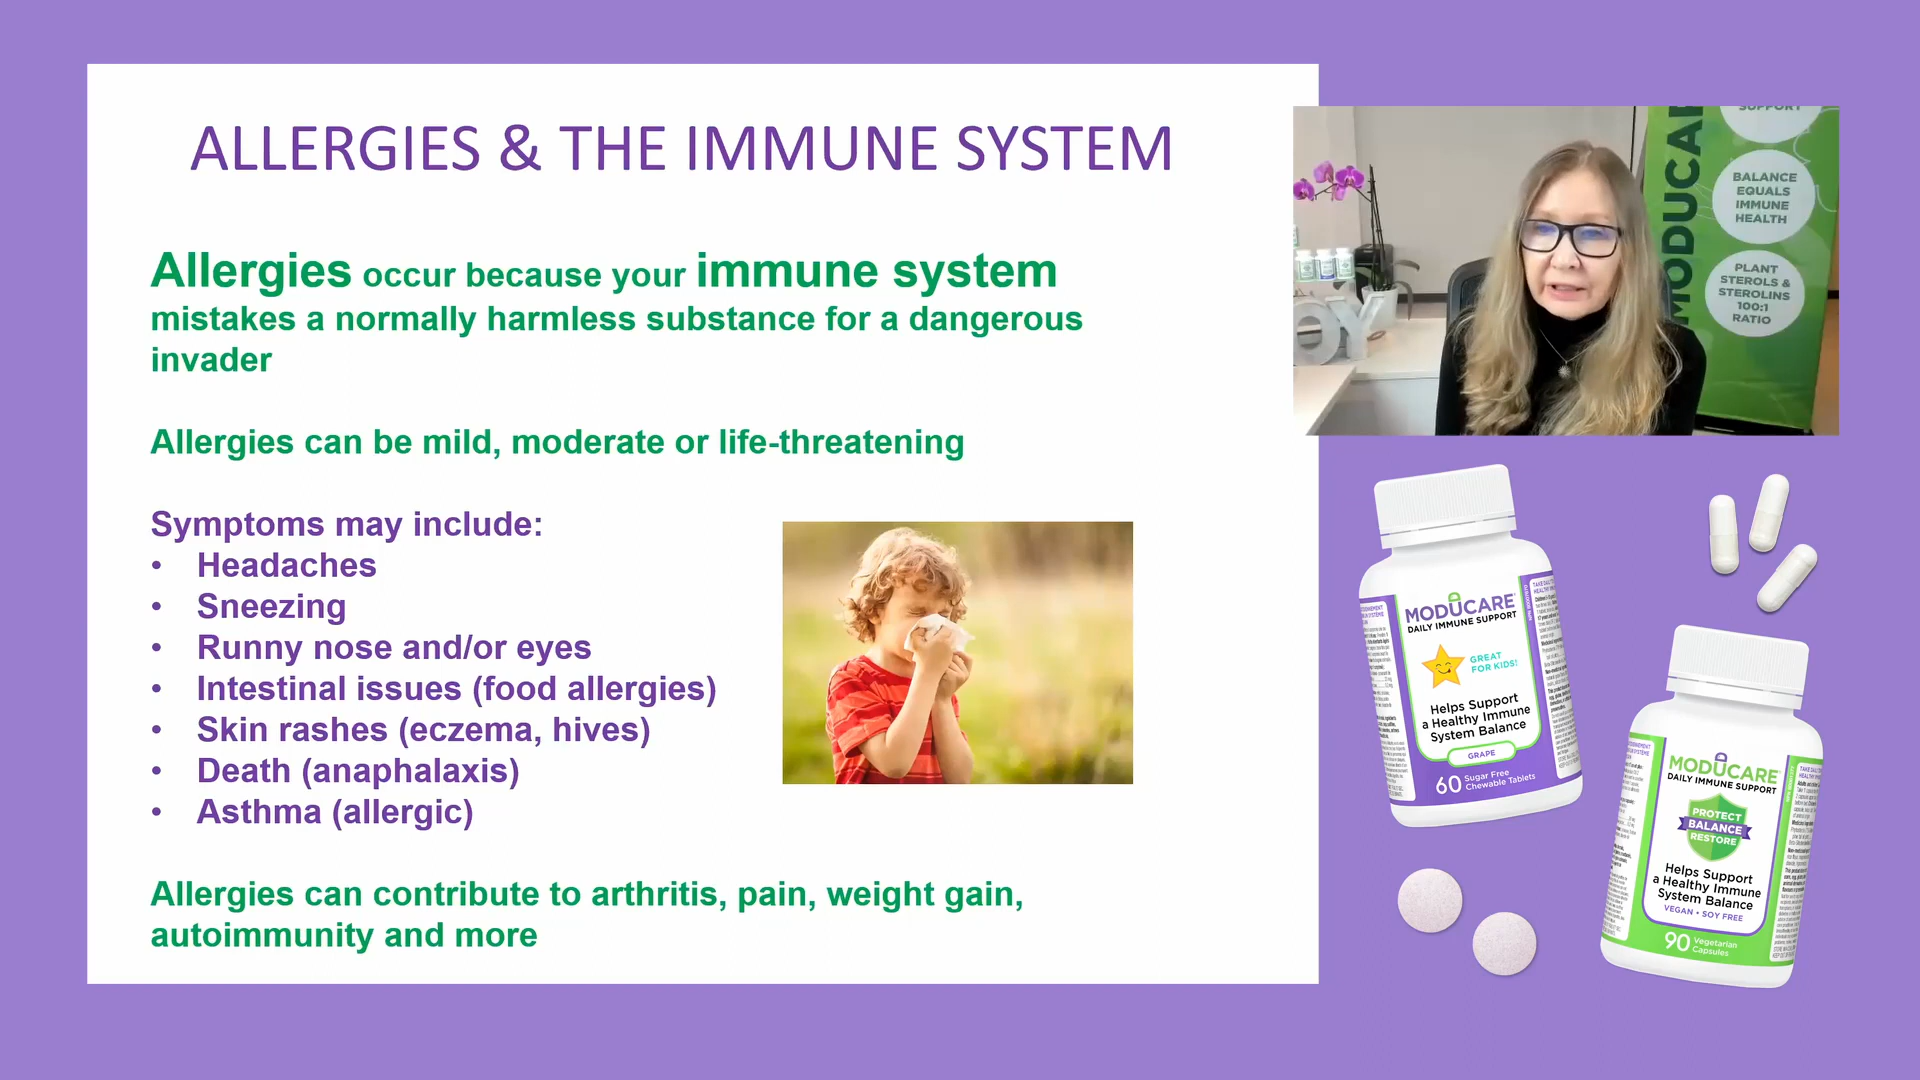 ALLERGIES & THE IMMUNE SYSTEM
Allergies occur because your immune system
mistakes a normally harmless substance for a dangerous
invader
Allergies can be mild, moderate or life-threatening
Symptoms may include:
• Headaches
• Sneezing
• Runny nose and/or eyes
• Intestinal issues (food allergies)
• Skin rashes (eczema, hives)
• Death (anaphalaxis)
• Asthma (allergic)
Allergies can contribute to arthritis, pain, weight gain,
autoimmunity and more
SUPPORT
BALANCE
EQUALS
IMMUNE
HEALTH
PLANT
STEROLS &
STEROLINS
100:1
RATIO
MODUCARE
DAILY IMMUNE SUPPORT
GREAT
FOR KIDS!
Helps Support
a Healthy Immune
System Balance
GRAPE
60 Sugar Free
Chewable Tablets
MODUCARE
DAILY IMMUNE SUPPORT
PROTECT
BALANCE
RESTORE
Helps Support
a Healthy Immune
System Balance
VEGAN • SOY FREE
90 Vegetarian
Capsules